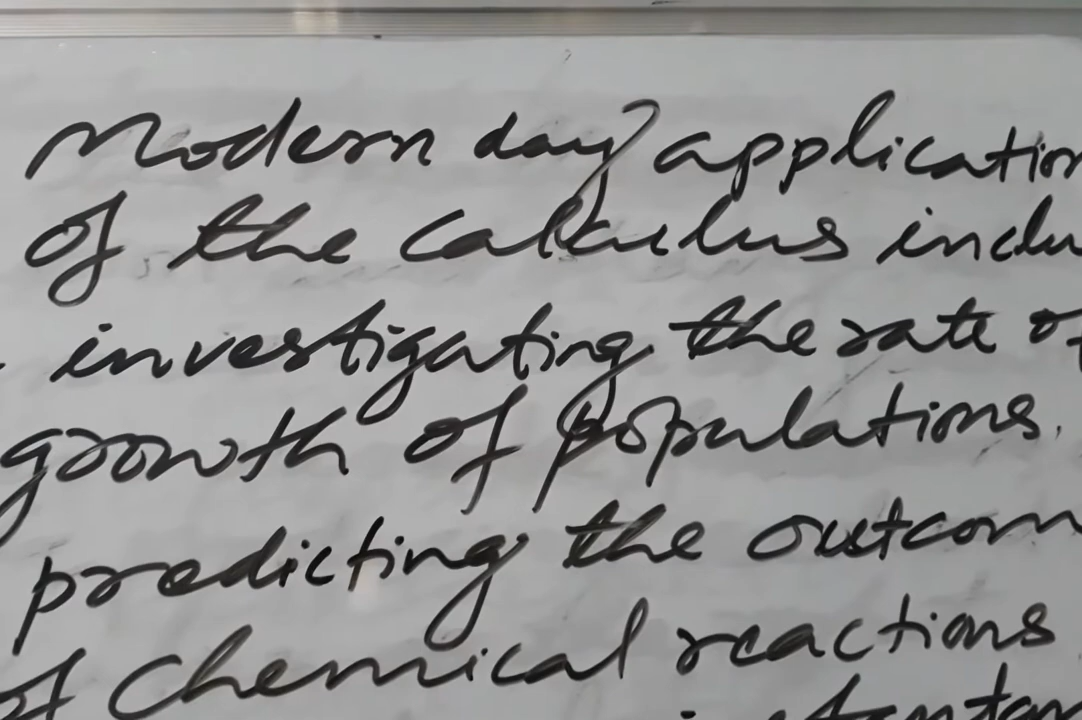 Modern day application
of the calculus inclu
investigating the rate of
growth of populations.
predicting the outcom
of chemical reactions